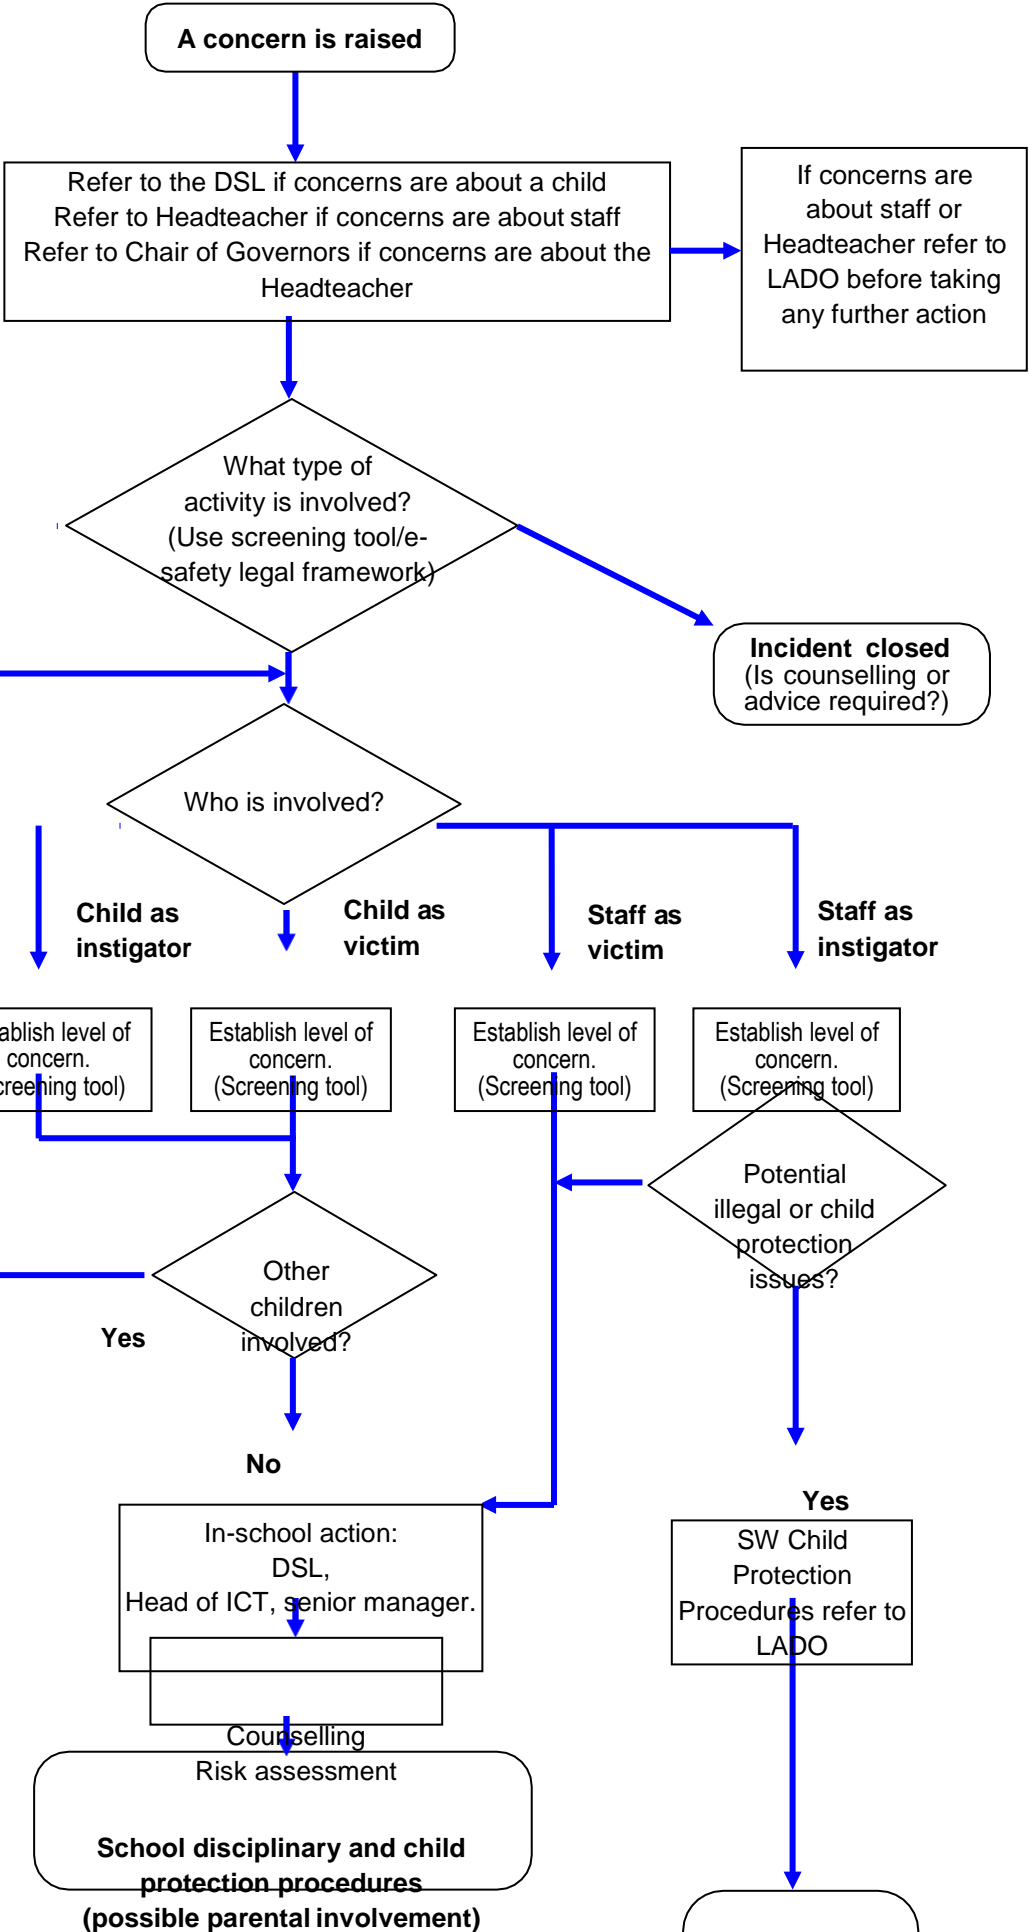 A concern is raised
Refer to the DSL if concerns are about a child
Refer to Headteacher if concerns are about staff
Refer to Chair of Governors if concerns are about the
Headteacher
If concerns are
about staff or
Headteacher refer to
LADO before taking
any further action
What type of
activity is involved?
(Use screening tool/e-
safety legal framework)
Incident closed
(Is counselling or
advice required?)
Who is involved?
Child as
instigator
Child as
victim
Staff as
victim
Staff as
instigator
ablish level of
concern.
creening tool)
Establish level of
concern.
(Screening tool)
Establish level of
concern.
(Screening tool)
Establish level of
concern.
(Screening tool)
Potential
illegal or child
protection
issues?
Other
children
involved?
Yes
No
In-school action:
DSL,
Head of ICT, senior manager.
Yes
SW Child
Protection
Procedures refer to
LADO
Counselling
Risk assessment
School disciplinary and child
protection procedures
(possible parental involvement)